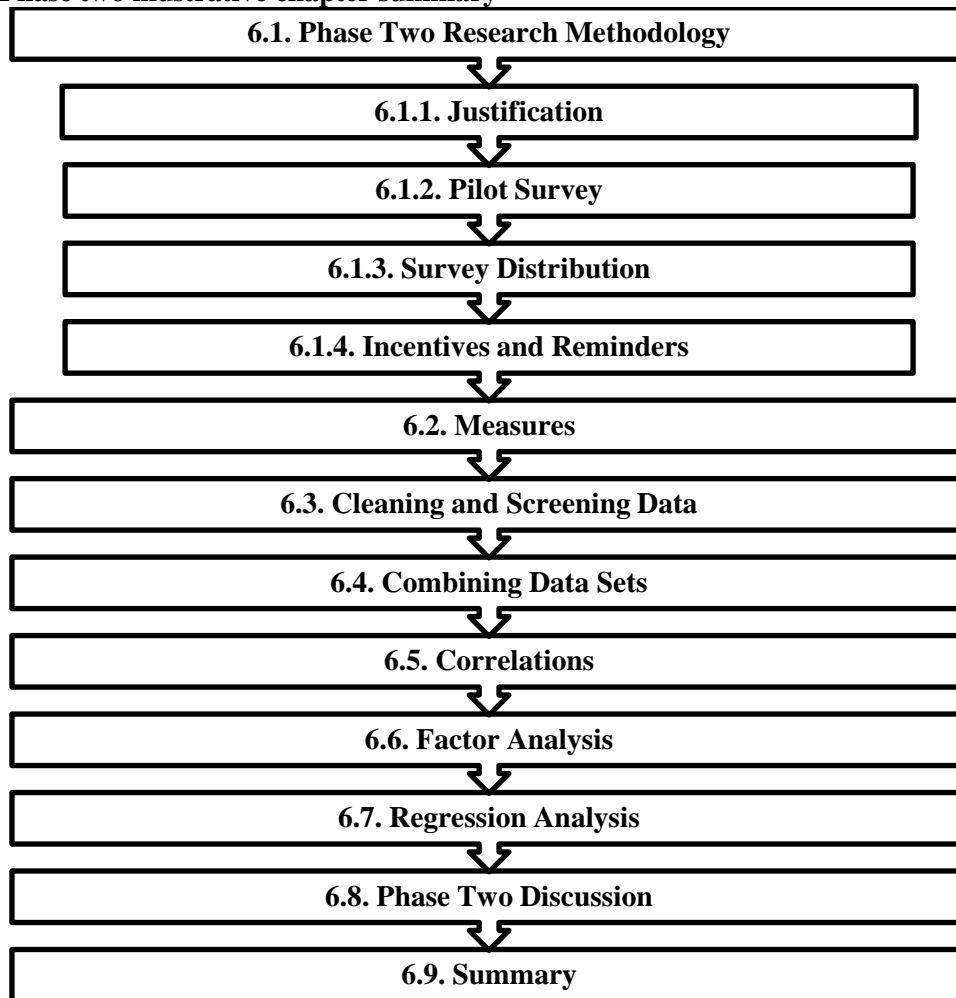 Phase two illustrative chapter summary
6.1. Phase Two Research Methodology
6.1.1. Justification
6.1.2. Pilot Survey
6.1.3. Survey Distribution
6.1.4. Incentives and Reminders
6.2. Measures
6.3. Cleaning and Screening Data
6.4. Combining Data Sets
6.5. Correlations
6.6. Factor Analysis
6.7. Regression Analysis
6.8. Phase Two Discussion
6.9. Summary